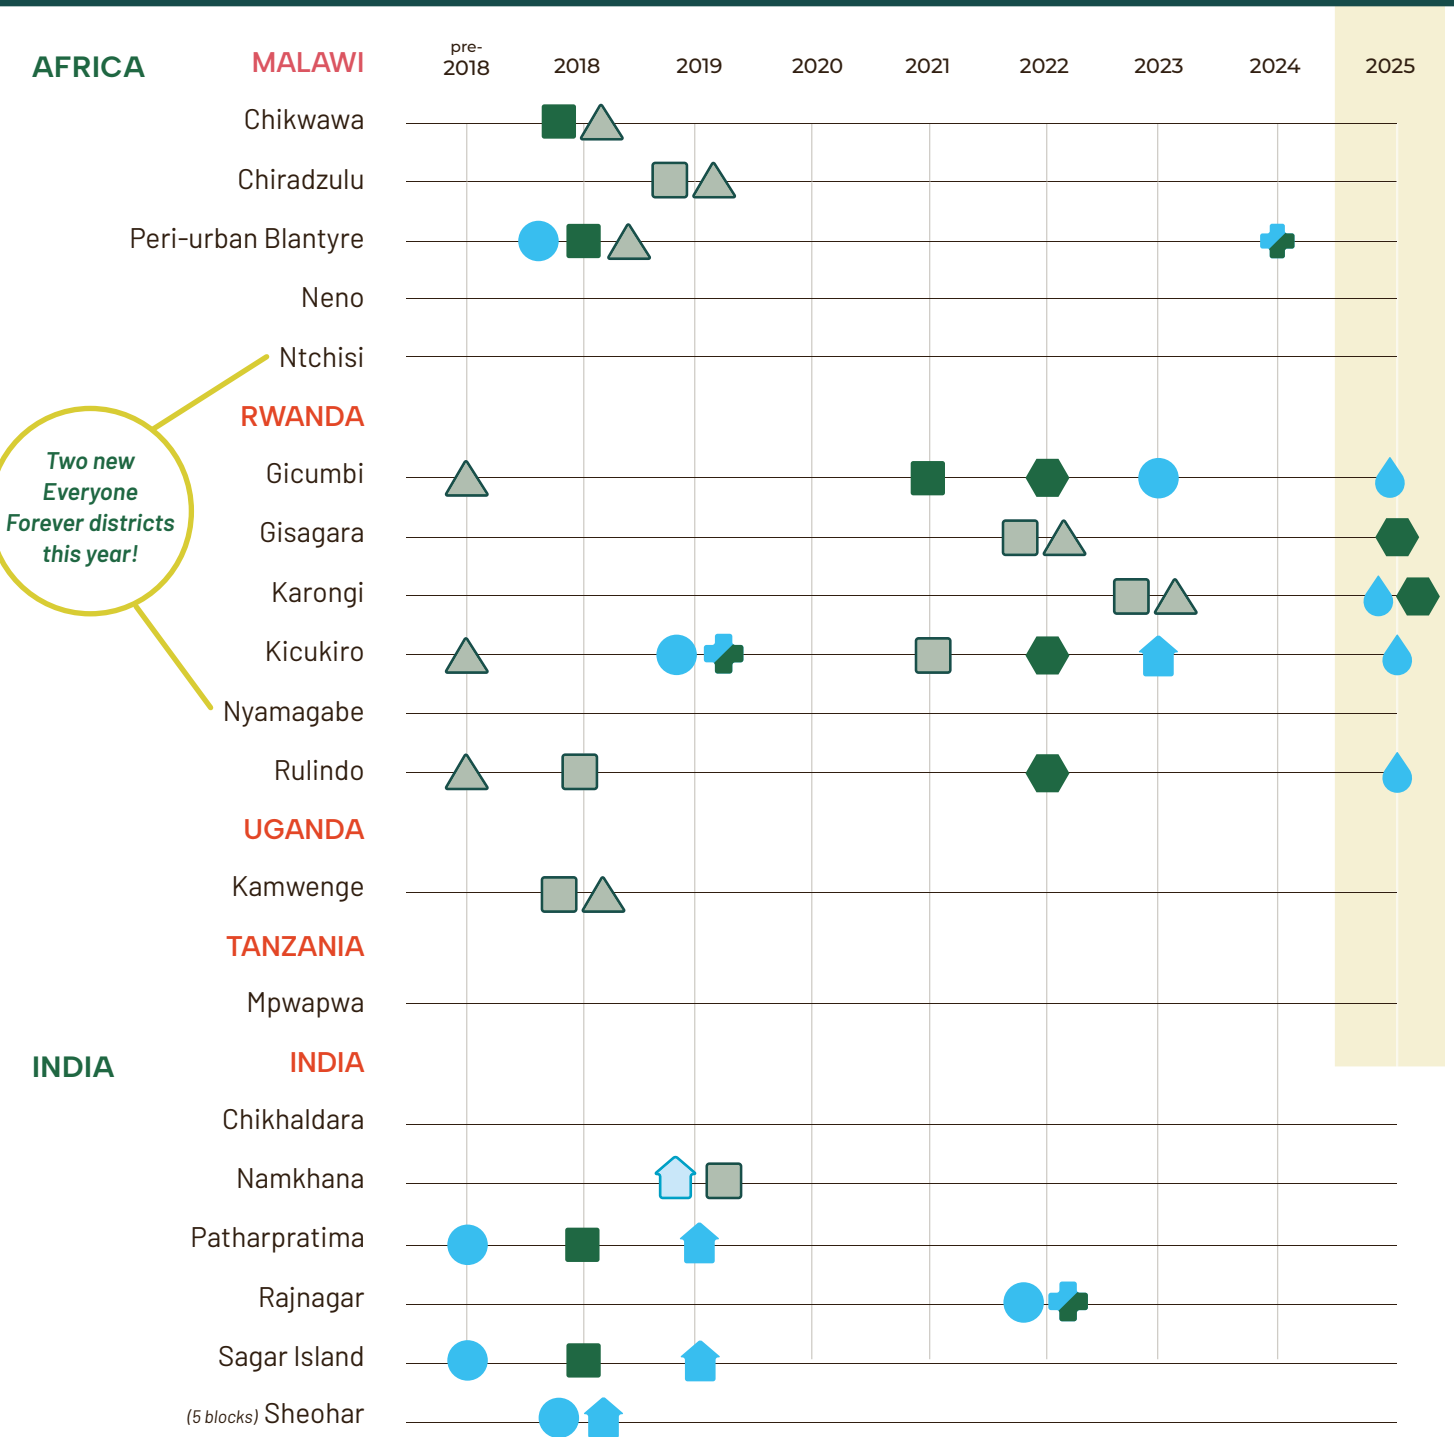 AFRICA
MALAWI
pre-
2018
2018
2019
2020
2021
2022
2023
2024
2025
Chikwawa
Chiradzulu
Peri-urban Blantyre
Neno
Ntchisi
RWANDA
Two new
Everyone
Forever districts
this year!
Gicumbi
Gisagara
Karongi
Kicukiro
Nyamagabe
Rulindo
UGANDA
Kamwenge
TANZANIA
Mpwapwa
INDIA
INDIA
Chikhaldara
Namkhana
Patharpratima
Rajnagar
Sagar Island
(5 blocks) Sheohar